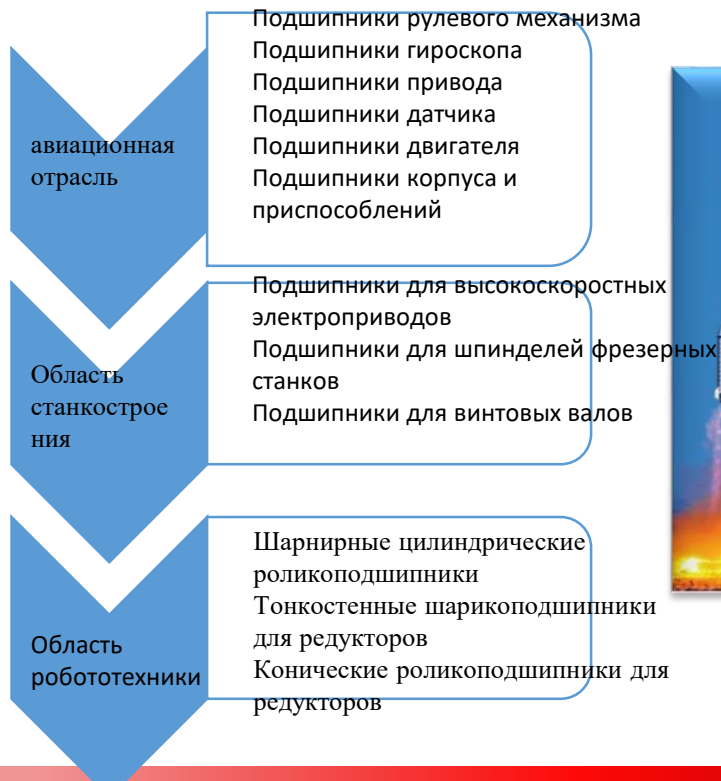 авиационная
отрасль
Подшипники рулевого механизма
Подшипники гироскопа
Подшипники привода
Подшипники датчика
Подшипники двигателя
Подшипники корпуса и
приспособлений
Область
станкострое
ния
Подшипники для высокоскоростных
электроприводов
Подшипники для шпинделей фрезерных
станков
Подшипники для винтовых валов
Область
робототехники
Шарнирные цилиндрические
роликоподшипники
Тонкостенные шарикоподшипники
для редукторов
Конические роликоподшипники для
редукторов